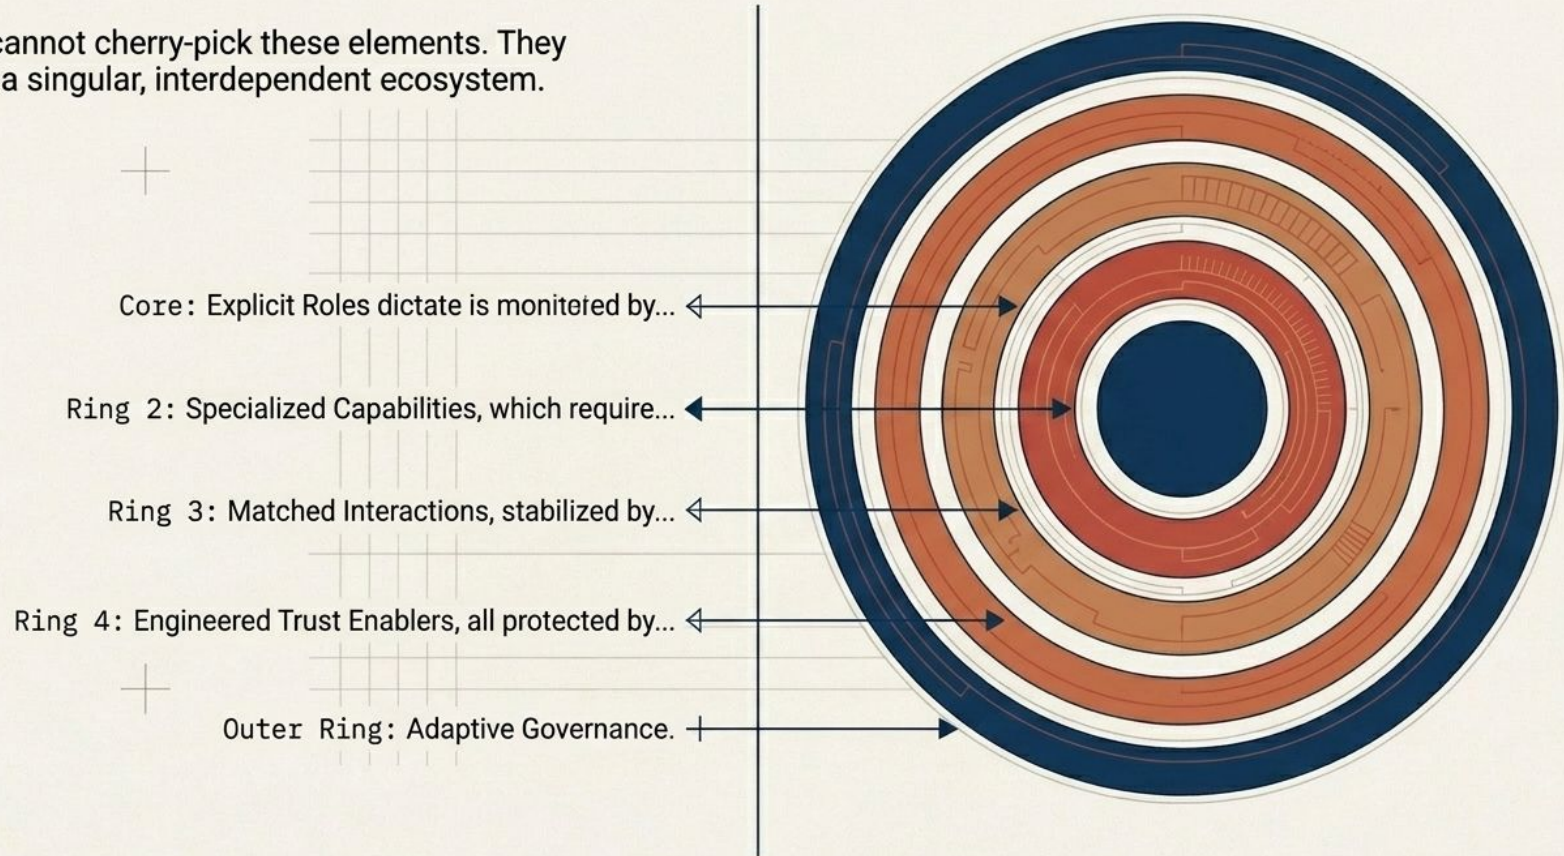 cannot cherry-pick these elements. They
a singular, interdependent ecosystem.
Core: Explicit Roles dictate is monitered by...
Ring 2: Specialized Capabilities, which require...
Ring 3: Matched Interactions, stabilized by...
Ring 4: Engineered Trust Enablers, all protected by...
Outer Ring: Adaptive Governance.